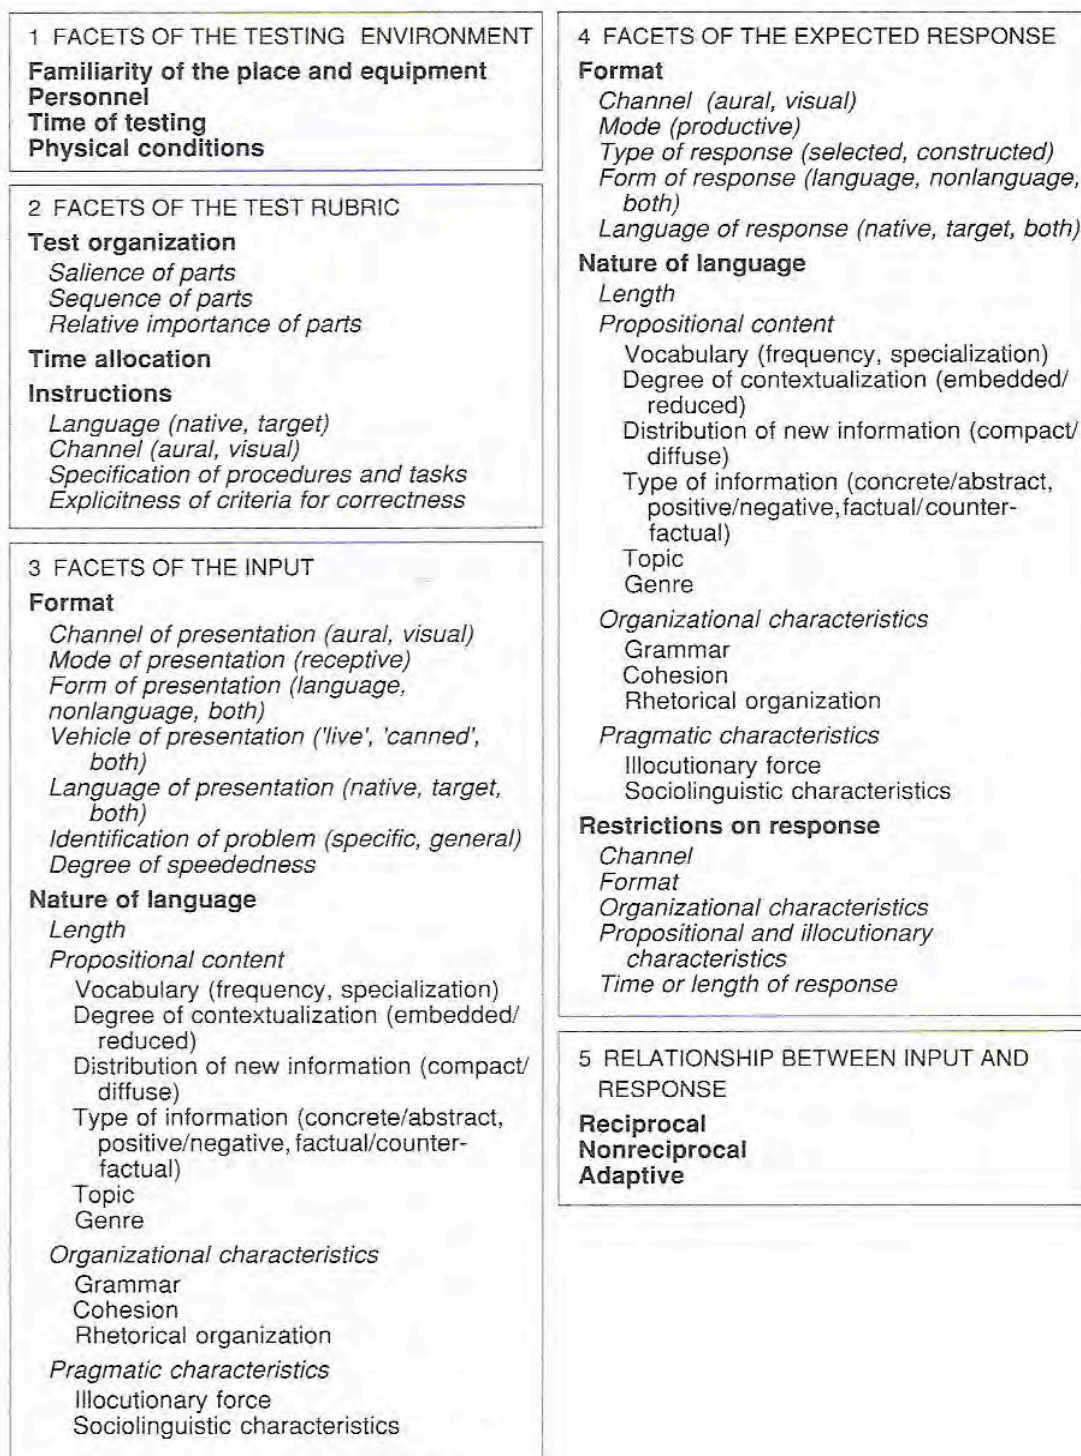 1 FACETS OF THE TESTING ENVIRONMENT
Familiarity of the place and equipment
Personnel
Time of testing
Physical conditions
2 FACETS OF THE TEST RUBRIC
Test organization
Salience of parts
Sequence of parts
Relative importance of parts
Time allocation
Instructions
Language (native, target)
Channel (aural, visual)
Specification of procedures and tasks
Explicitness of criteria for correctness
3 FACETS OF THE INPUT
Format
Channel of presentation (aural, visual)
Mode of presentation (receptive)
Form of presentation (language,
nonlanguage, both)
Vehicle of presentation ('live', 'canned',
both)
Language of presentation (native, target,
both)
Identification of problem (specific, general)
Degree of speededness
Nature of language
Length
Propositional content
Vocabulary (frequency, specialization)
Degree of contextualization (embedded/
reduced)
Distribution of new information (compact/
diffuse)
Type of information (concrete/abstract,
positive/negative, factual/counter-
factual)
Topic
Genre
Organizational characteristics
Grammar
Cohesion
Rhetorical organization
Pragmatic characteristics
Illocutionary force
Sociolinguistic characteristics
4 FACETS OF THE EXPECTED RESPONSE
Format
Channel (aural, visual)
Mode (productive)
Type of response (selected, constructed)
Form of response (language, nonlanguage,
both)
Language of response (native, target, both)
Nature of language
Length
Propositional content
Vocabulary (frequency, specialization)
Degree of contextualization (embedded/
reduced)
Distribution of new information (compact/
diffuse)
Type of information (concrete/abstract,
positive/negative, factual/counter-
factual)
Topic
Genre
Organizational characteristics
Grammar
Cohesion
Rhetorical organization
Pragmatic characteristics
Illocutionary force
Sociolinguistic characteristics
Restrictions on response
Channel
Format
Organizational characteristics
Propositional and illocutionary
characteristics
Time or length of response
5 RELATIONSHIP BETWEEN INPUT AND
RESPONSE
Reciprocal
Nonreciprocal
Adaptive